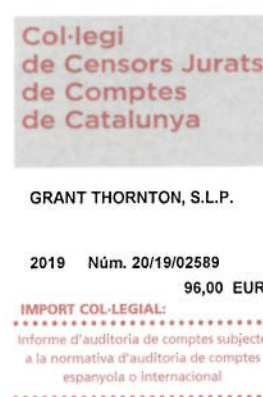 Col·legi
de Censors Jurats
de Comptes
de Catalunya
GRANT THORNTON, S.L.P.
2019 Núm. 20/19/02589
96,00 EUR
IMPORT COL·LEGIAL:
Informe d'auditoria de comptes subjecte
a la normativa d'auditoria de comptes
espanyola o internacional